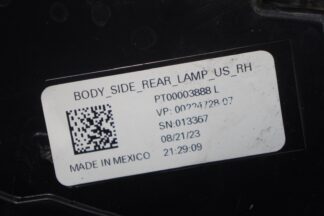 BODY_SIDE_REAR_LAMP_US_RH
PT00003888 L
VP: 00224728-07
SN:013367
08/21/23
MADE IN MEXICO 21:29:09